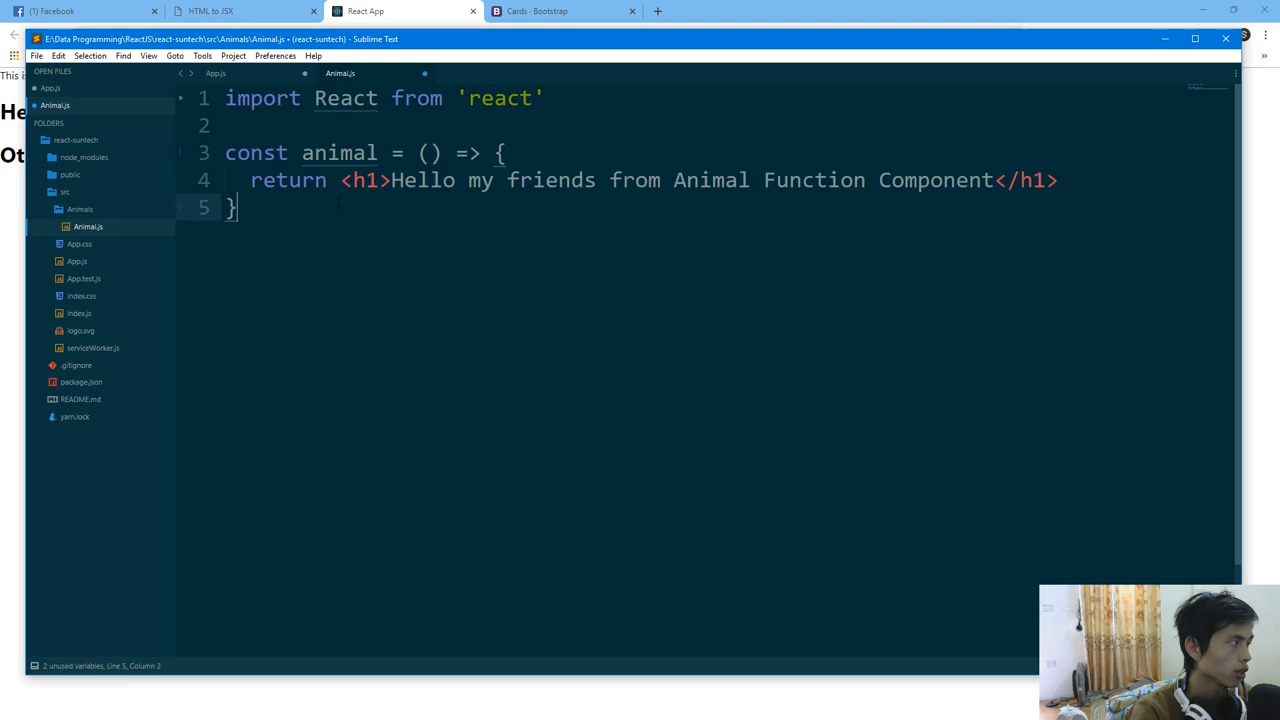 (1) Facebook
HTML to JSX
React App
Cards · Bootstrap
E:\Data Programming\ReactJS\react-suntech\src\Animals\Animal.js • (react-suntech) - Sublime Text
File Edit Selection Find View Goto Tools Project Preferences Help
This is
He
Ot
OPEN FILES
App.js
Animal.js
FOLDERS
react-suntech
node_modules
public
src
Animals
Animal.js
App.css
App.js
App.test.js
index.css
index.js
logo.svg
serviceWorker.js
.gitignore
package.json
README.md
yarn.lock
App.js
Animal.js
1 import React from 'react'
2
3 const animal = () => {
4 return <h1>Hello my friends from Animal Function Component</h1>
5 }
2 unused variables, Line 5, Column 2